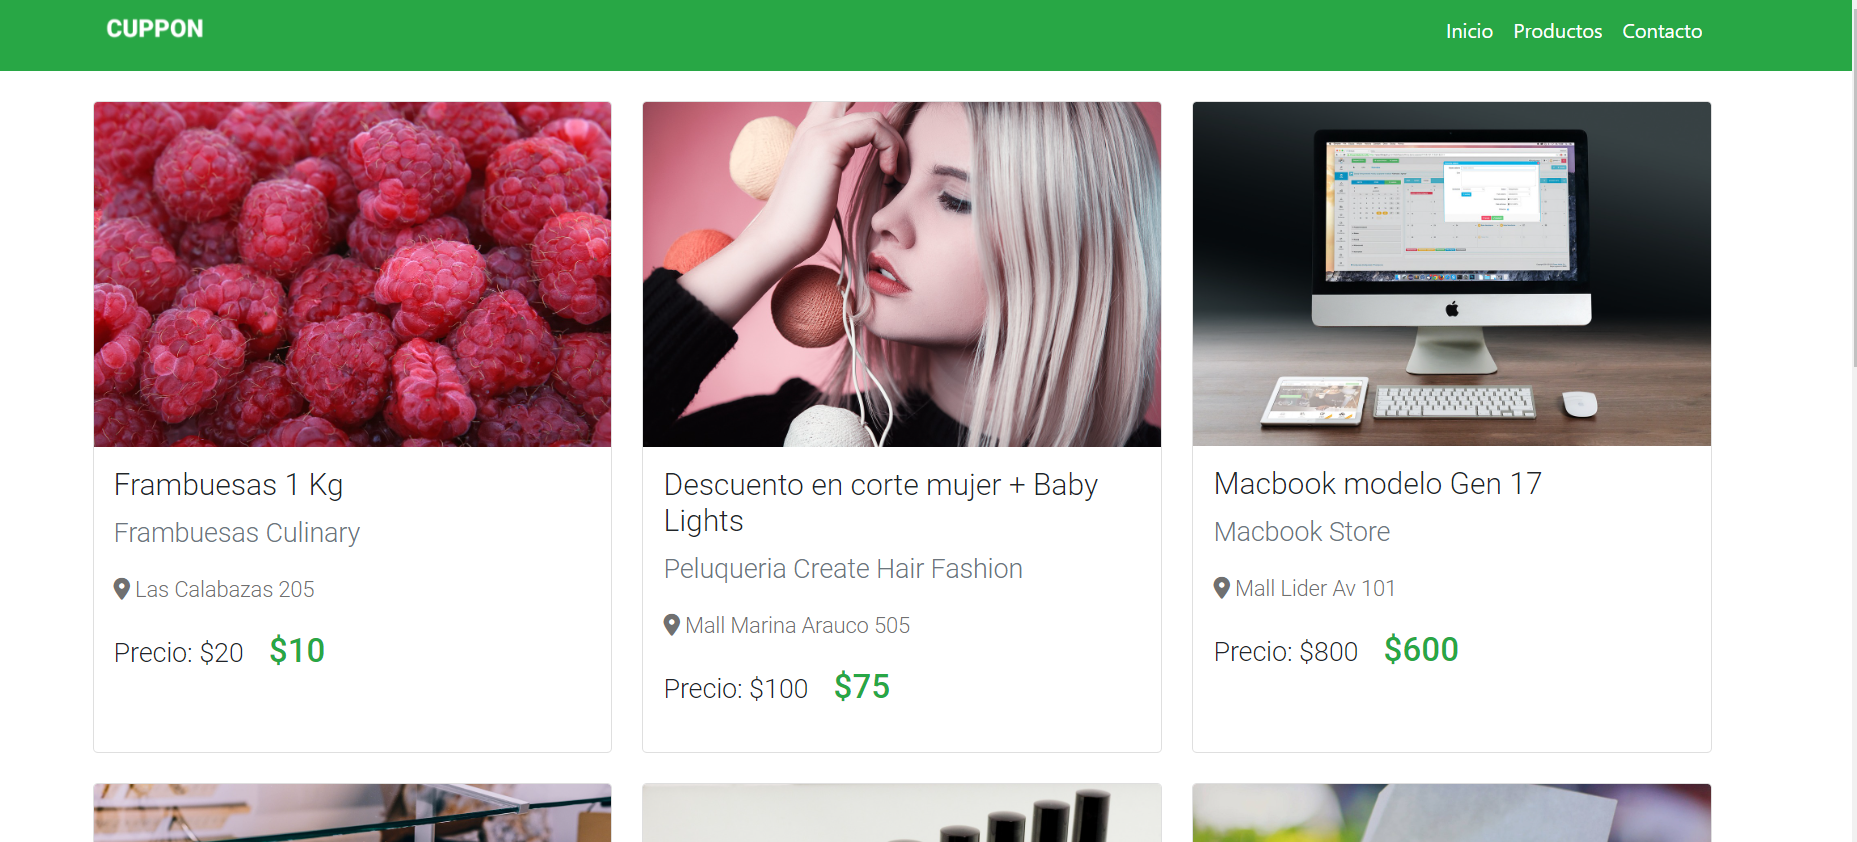 CUPPON
Inicio Productos Contacto
Frambuesas 1 Kg
Frambuesas Culinary
Las Calabazas 205
Precio: $20 $10
Descuento en corte mujer + Baby
Lights
Peluqueria Create Hair Fashion
Mall Marina Arauco 505
Precio: $100 $75
Macbook modelo Gen 17
Macbook Store
Mall Lider Av 101
Precio: $800 $600